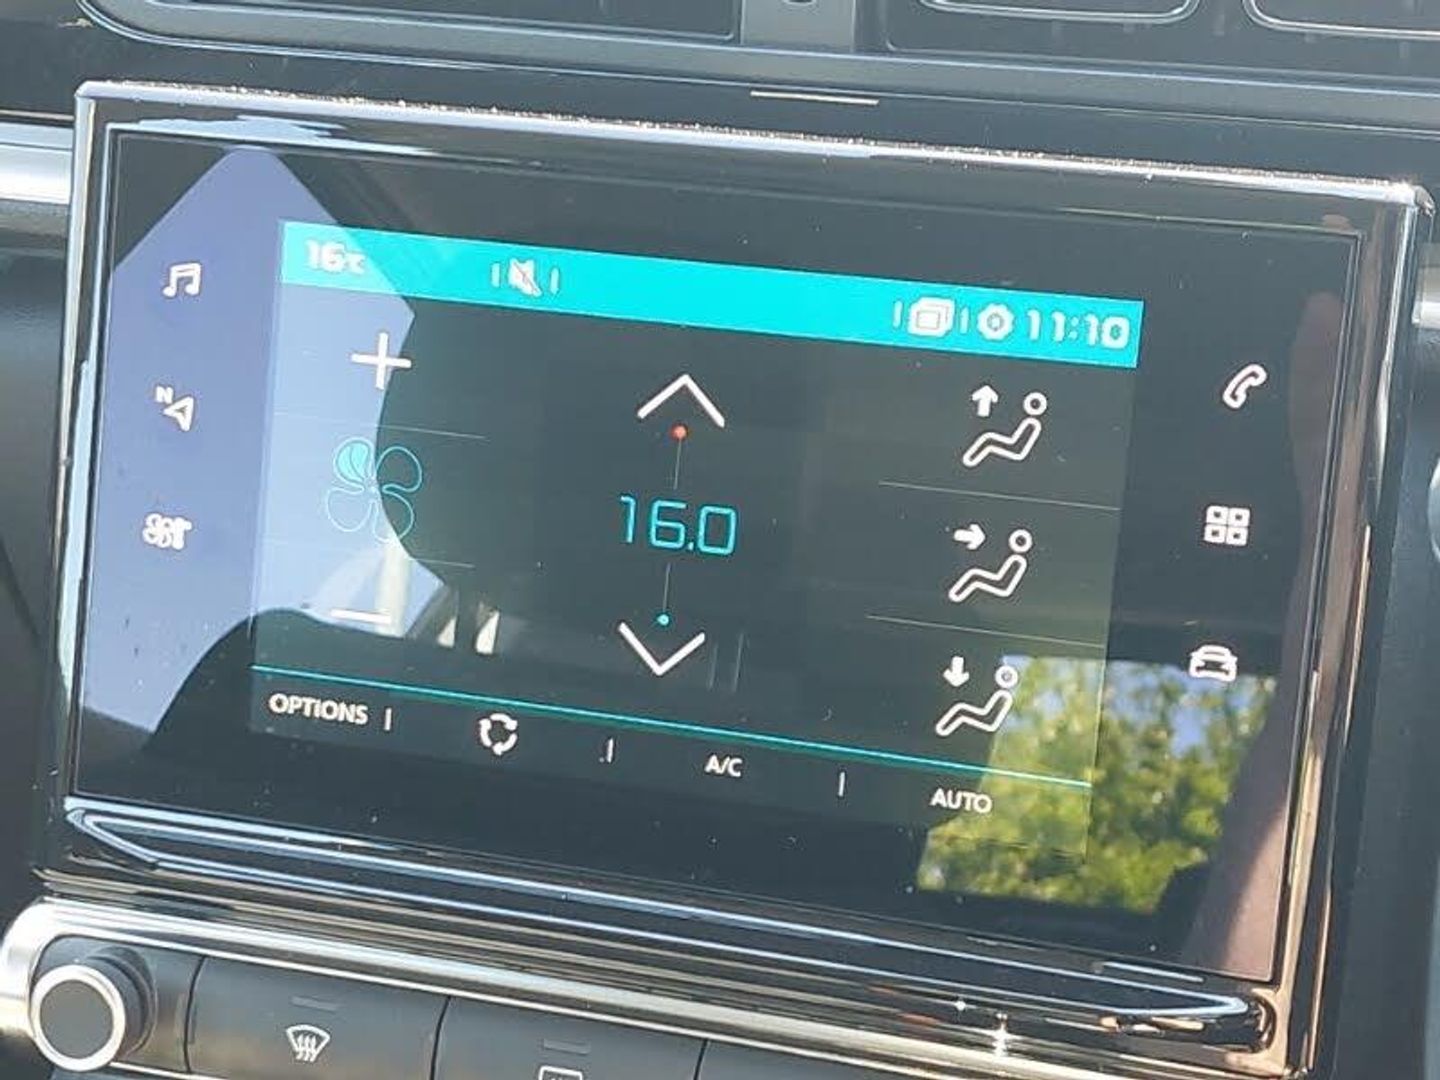 16°C 11:10
N
16.0
OPTIONS A/C AUTO